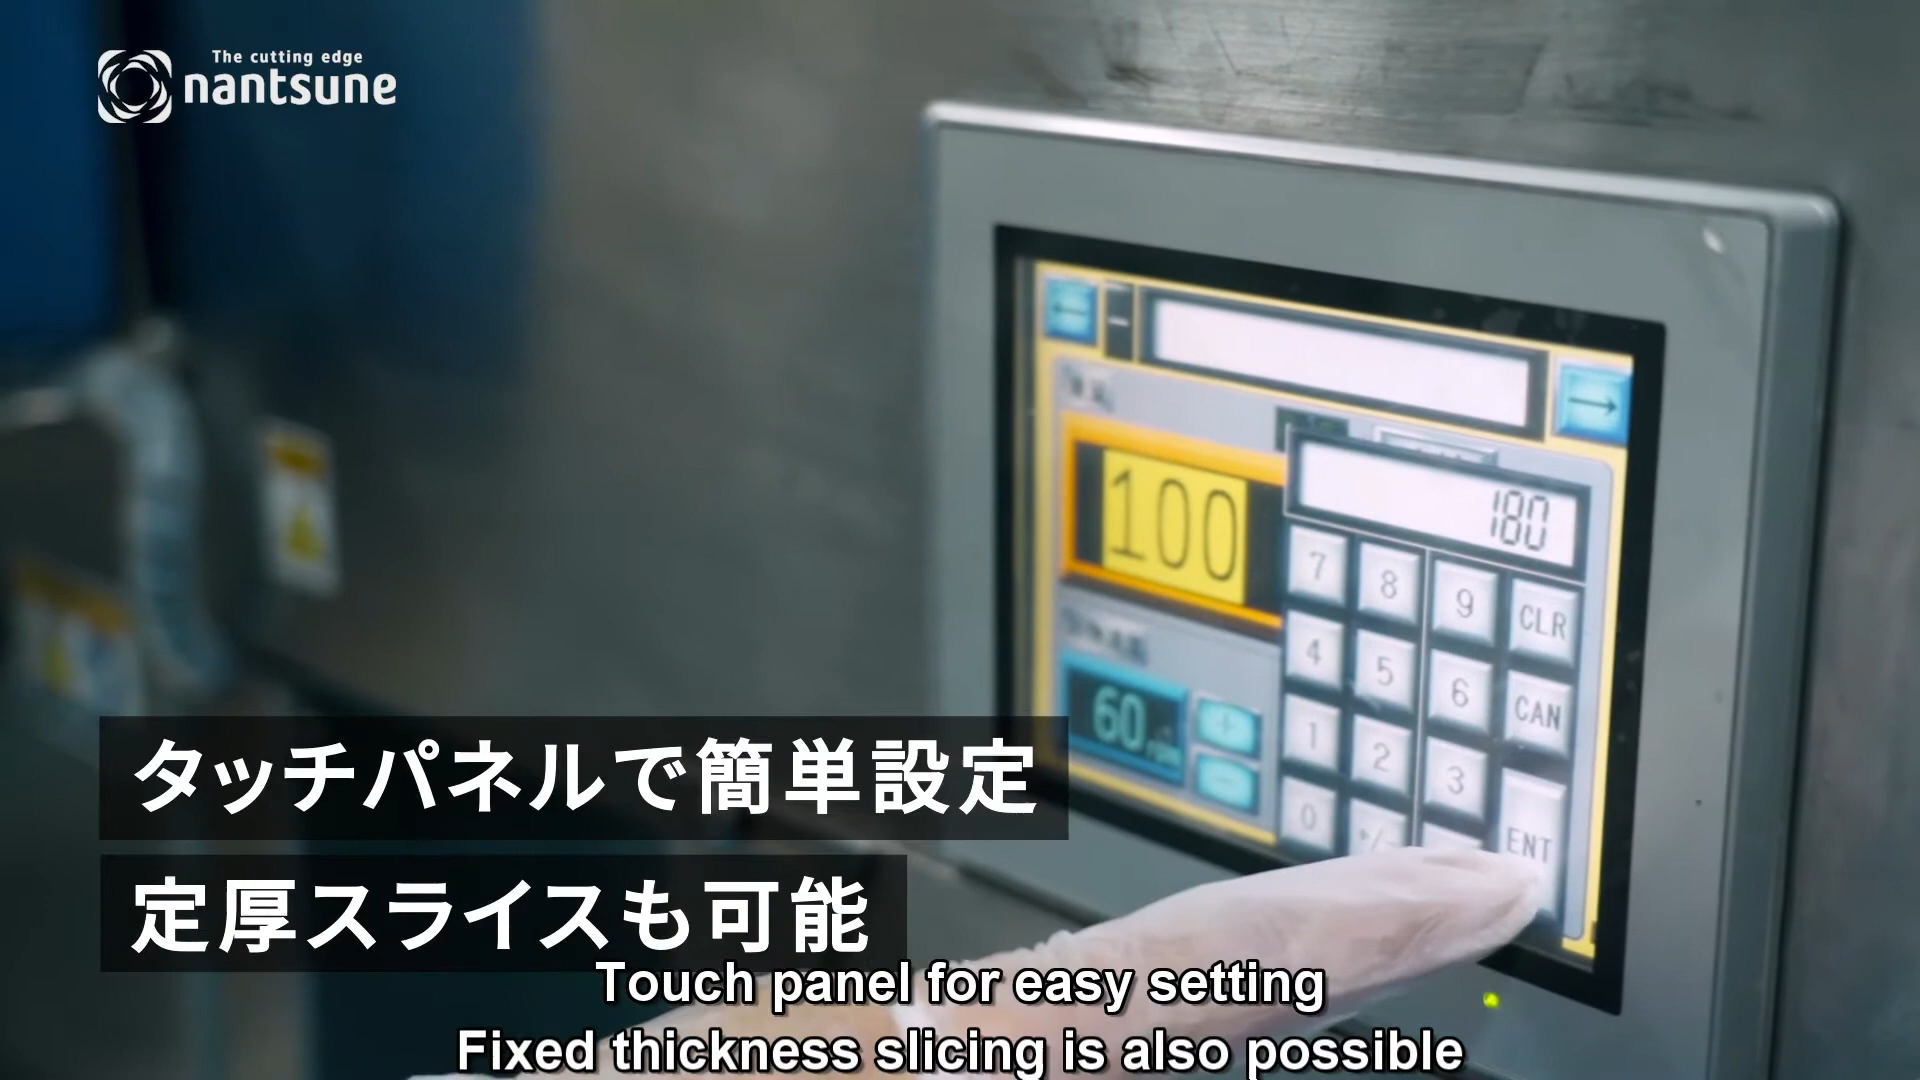 The cutting edge
nantsune
180
100
7 8 9 CLR
4 5 6 CAN
60
1 2 3
0 +/- ENT
タッチパネルで簡単設定
定厚スライスも可能
Touch panel for easy setting
Fixed thickness slicing is also possible